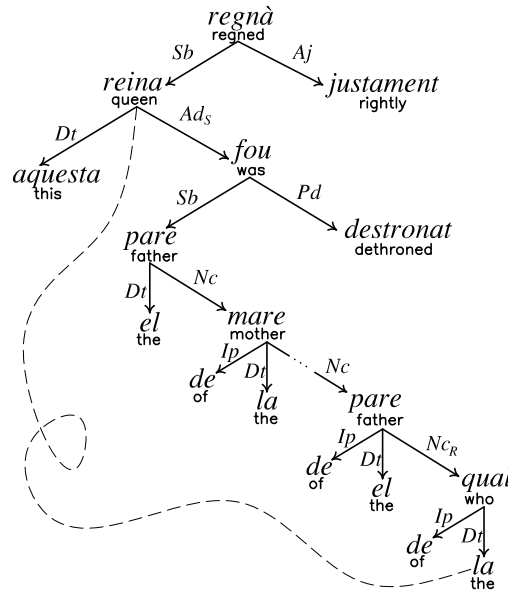 regnà
regned
Sb Aj
reina justament
queen rightly
Dt Ad_S
fou
was
aquesta
this
Sb Pd
pare destronat
father dethroned
Dt Nc
el mare
the mother
Ip Dt ... Nc
de la pare
of the father
Ip Dt Nc_R
de el qual
of the who
Ip Dt
de la
of the